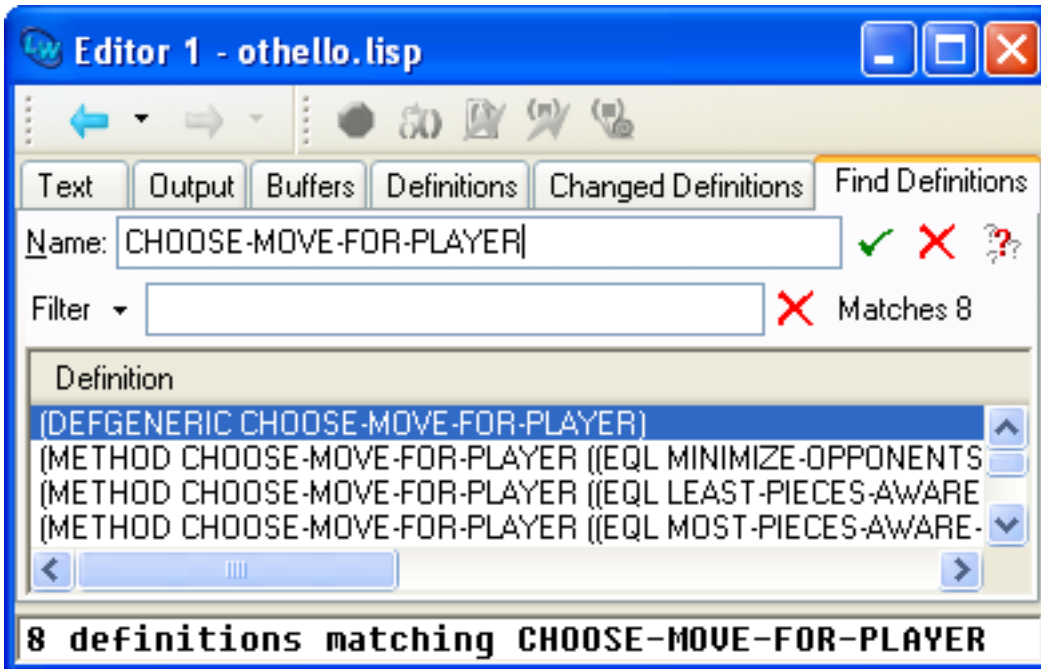 Editor 1 - othello.lisp
Text Output Buffers Definitions Changed Definitions Find Definitions
Name: CHOOSE-MOVE-FOR-PLAYER
Filter Matches 8
Definition
(DEFGENERIC CHOOSE-MOVE-FOR-PLAYER)
(METHOD CHOOSE-MOVE-FOR-PLAYER ((EQL MINIMIZE-OPPONENTS
(METHOD CHOOSE-MOVE-FOR-PLAYER ((EQL LEAST-PIECES-AWARE
(METHOD CHOOSE-MOVE-FOR-PLAYER ((EQL MOST-PIECES-AWARE-
8 definitions matching CHOOSE-MOVE-FOR-PLAYER